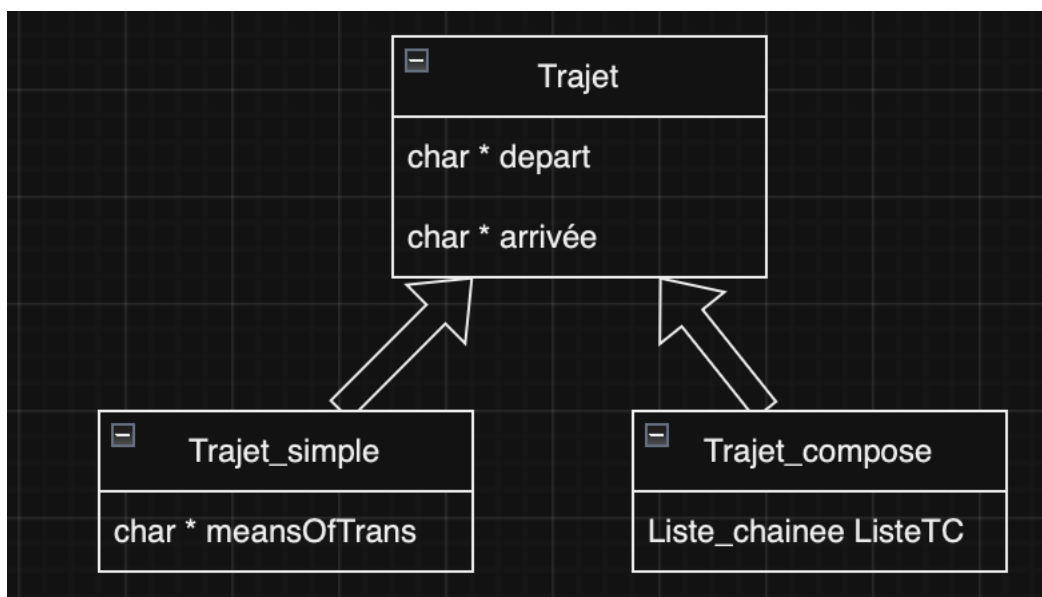 Trajet
char * depart
char * arrivée
Trajet_simple
char * meansOfTrans
Trajet_compose
Liste_chainee ListeTC